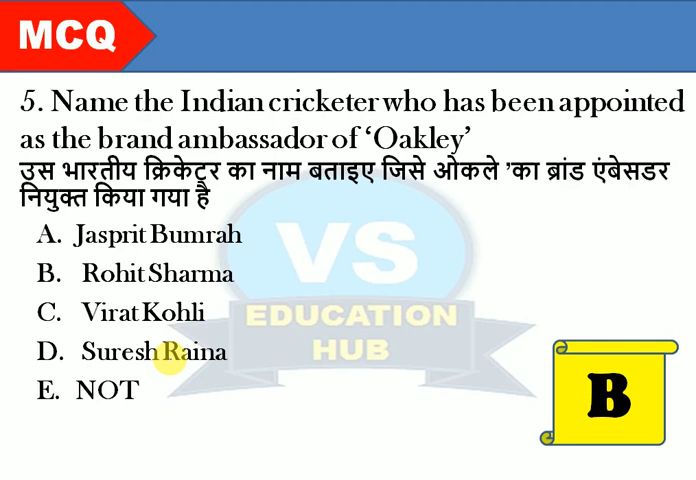 MCQ
5. Name the Indian cricketer who has been appointed
as the brand ambassador of ‘Oakley’
उस भारतीय क्रिकेटर का नाम बताइए जिसे ओकले ’का ब्रांड एंबेसडर
नियुक्त किया गया है
A. Jasprit Bumrah
B. Rohit Sharma
C. Virat Kohli
D. Suresh Raina
E. NOT
VS
EDUCATION
HUB
B